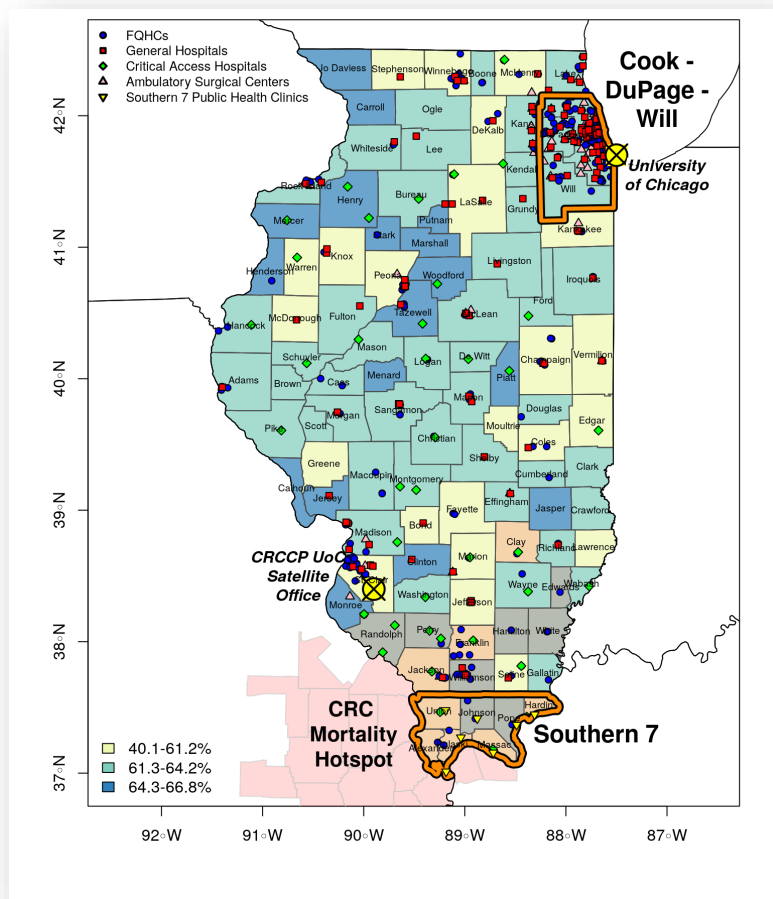 FQHCs
General Hospitals
Critical Access Hospitals
Ambulatory Surgical Centers
Southern 7 Public Health Clinics
Cook -
DuPage -
Will
University
of Chicago
CRCCP UoC
Satellite
Office
CRC
Mortality
Hotspot
Southern 7
40.1-61.2%
61.3-64.2%
64.3-66.8%
Jo Daviess
Stephenson
Winnebago
Boone
McHenry
Lake
Carroll
Ogle
DeKalb
Kane
Whiteside
Lee
Kendall
Will
Rock Island
Henry
Bureau
LaSalle
Grundy
Mercer
Putnam
Stark
Kankakee
Marshall
Knox
Warren
Henderson
Peoria
Woodford
Livingston
Iroquois
Ford
McDonough
Fulton
Tazewell
McLean
Hancock
Mason
Schuyler
Logan
De Witt
Champaign
Vermilion
Adams
Brown
Cass
Menard
Piatt
Morgan
Sangamon
Macon
Douglas
Pike
Scott
Christian
Moultrie
Coles
Edgar
Greene
Shelby
Macoupin
Montgomery
Cumberland
Clark
Calhoun
Jersey
Fayette
Effingham
Jasper
Crawford
Madison
Bond
Clay
Richland
Lawrence
Clinton
Marion
St Clair
Monroe
Washington
Jefferson
Wayne
Edwards
Wabash
Randolph
Perry
Franklin
Hamilton
White
Jackson
Williamson
Saline
Gallatin
Union
Johnson
Pope
Hardin
Alexander
Pulaski
Massac
42°N
41°N
40°N
39°N
38°N
37°N
92°W
91°W
90°W
89°W
88°W
87°W